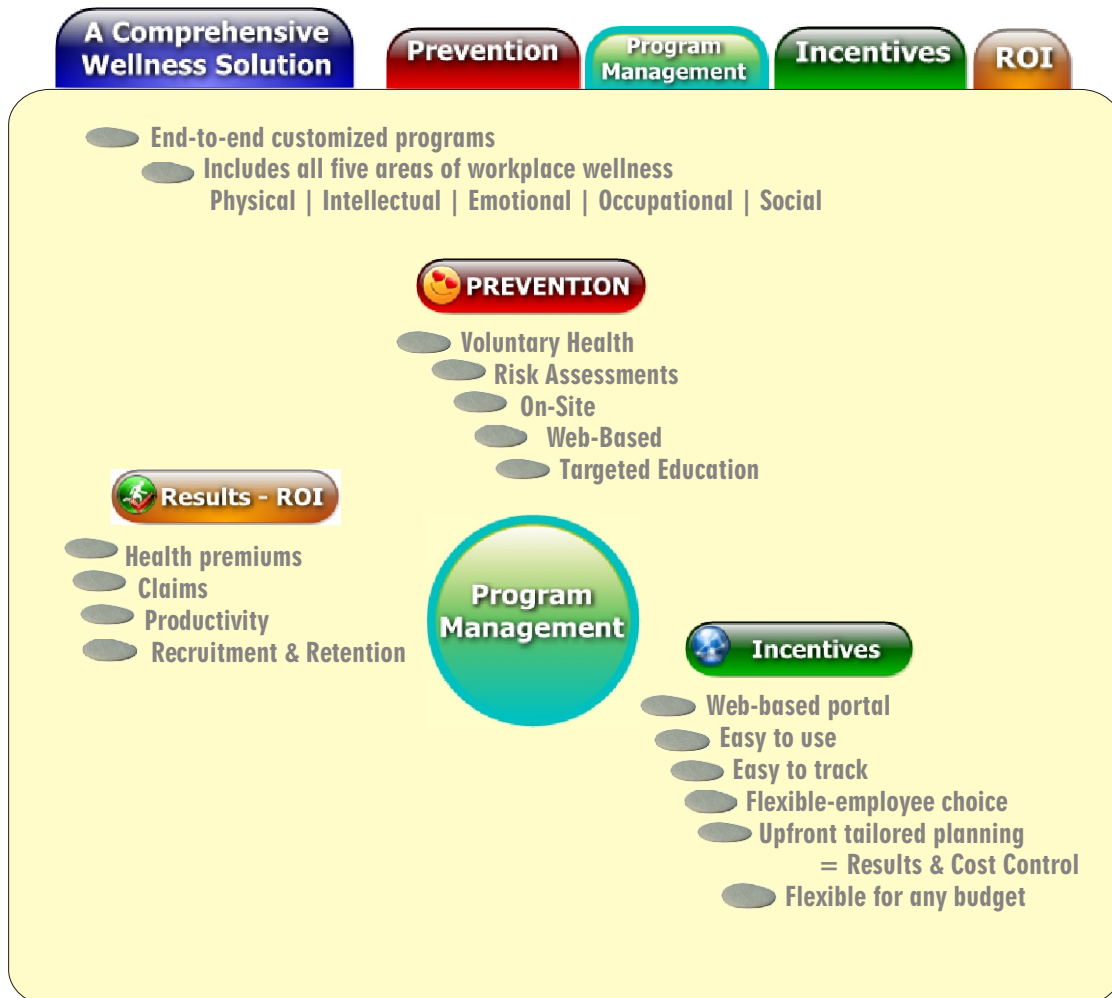 A Comprehensive
Wellness Solution
Prevention
Program
Management
Incentives
ROI
End-to-end customized programs
Includes all five areas of workplace wellness
Physical | Intellectual | Emotional | Occupational | Social
PREVENTION
Voluntary Health
Risk Assessments
On-Site
Web-Based
Targeted Education
Results - ROI
Health premiums
Claims
Productivity
Recruitment & Retention
Program
Management
Incentives
Web-based portal
Easy to use
Easy to track
Flexible-employee choice
Upfront tailored planning
= Results & Cost Control
Flexible for any budget